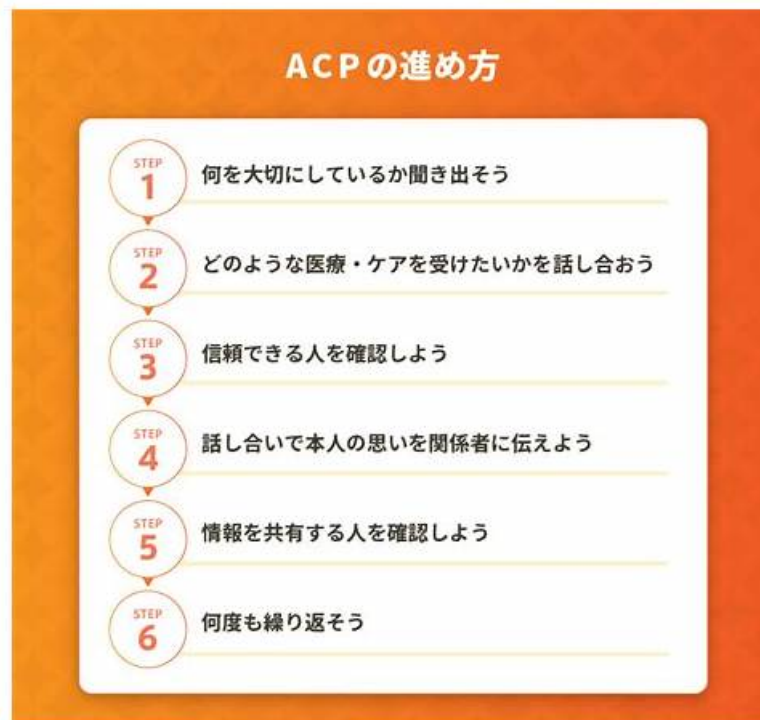 ACPの進め方
STEP
1
何を大切にしているか聞き出そう
STEP
2
どのような医療・ケアを受けたいかを話し合おう
STEP
3
信頼できる人を確認しよう
STEP
4
話し合いで本人の思いを関係者に伝えよう
STEP
5
情報を共有する人を確認しよう
STEP
6
何度も繰り返そう